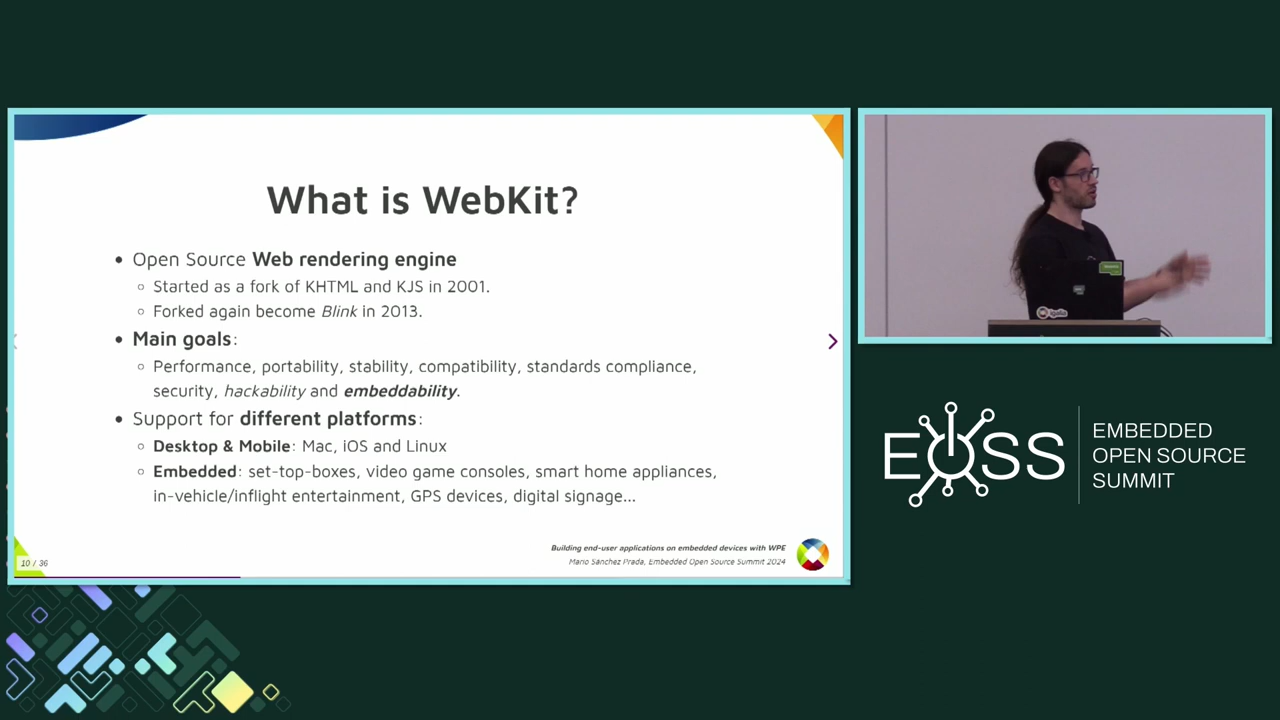 What is WebKit?
Open Source Web rendering engine
Started as a fork of KHTML and KJS in 2001.
Forked again become Blink in 2013.
Main goals:
Performance, portability, stability, compatibility, standards compliance,
security, hackability and embeddability.
Support for different platforms:
Desktop & Mobile: Mac, iOS and Linux
Embedded: set-top-boxes, video game consoles, smart home appliances,
in-vehicle/inflight entertainment, GPS devices, digital signage...
Building end-user applications on embedded devices with WPE
Mario Sánchez Prada, Embedded Open Source Summit 2024
10 / 36
igalia
EOSS
EMBEDDED
OPEN SOURCE
SUMMIT